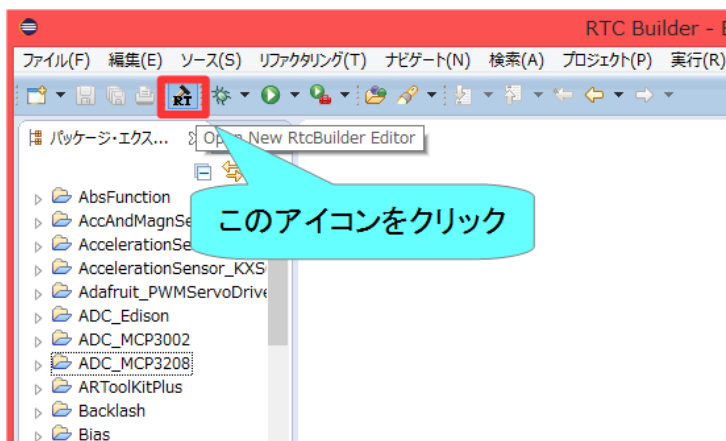 RTC Builder - E
ファイル(F) 編集(E) ソース(S) リファクタリング(T) ナビゲート(N) 検索(A) プロジェクト(P) 実行(R)
RT
パッケージ・エクス...
Open New RtcBuilder Editor
このアイコンをクリック
AbsFunction
AccAndMagnSe
AccelerationSe
AccelerationSensor_KXS
Adafruit_PWMServoDrive
ADC_Edison
ADC_MCP3002
ADC_MCP3208
ARToolKitPlus
Backlash
Bias